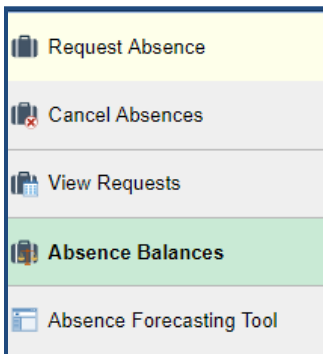 Request Absence
Cancel Absences
View Requests
Absence Balances
Absence Forecasting Tool